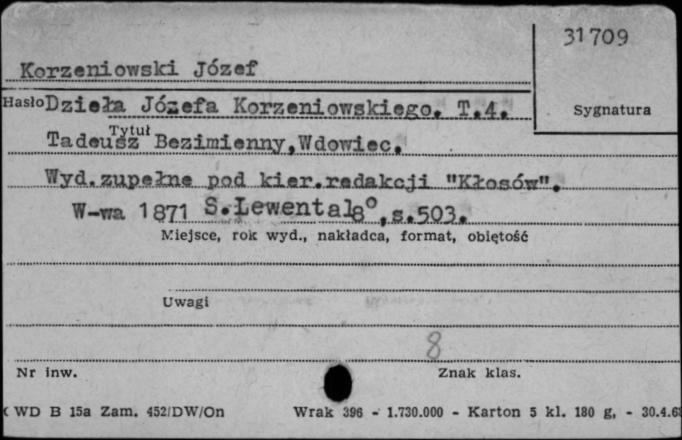 31709
Korzeniowski Józef
Hasło Dzieła Józefa Korzeniowskiego. T.4.
Sygnatura
Tytuł
Tadeusz Bezimienny, Wdowiec.
Wyd. zupełne pod kier. redakcji "Kłosów".
W-wa 1871 S. Lewental 8°, s. 503.
Miejsce, rok wyd., nakładca, format, obiętość
Uwagi
8
Nr inw.
Znak klas.
WD B 15a Zam. 452/DW/On Wrak 396 - 1.730.000 - Karton 5 kl. 180 g, - 30.4.6